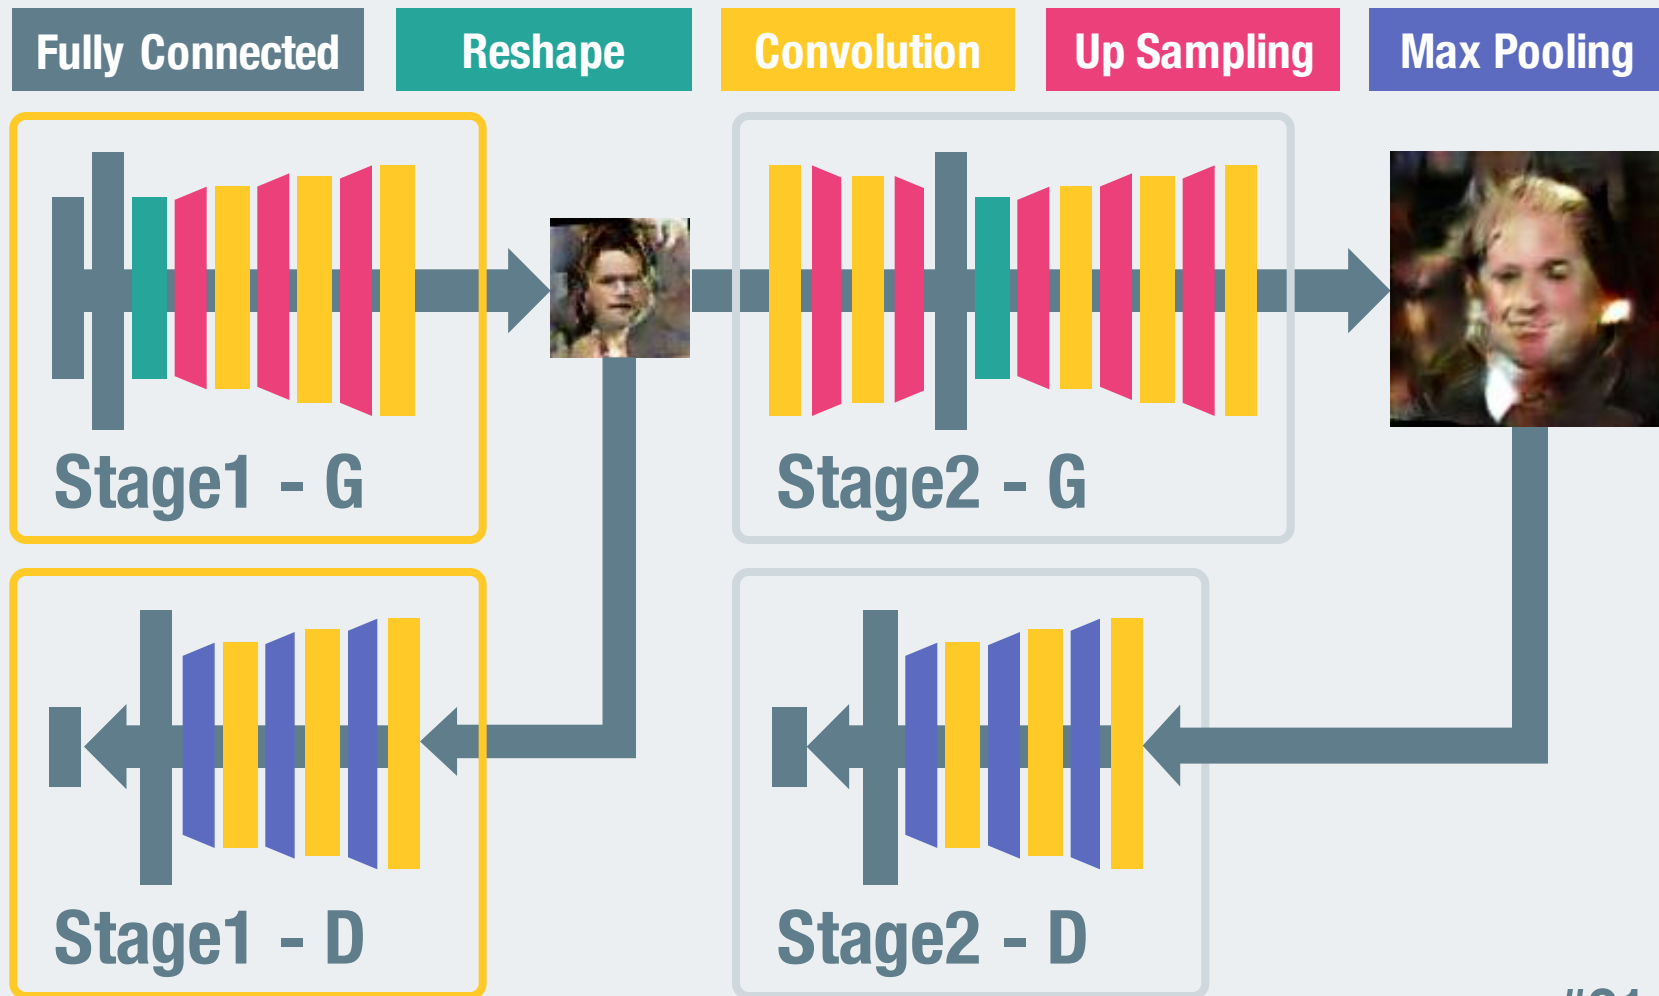 Fully Connected
Reshape
Convolution
Up Sampling
Max Pooling
Stage1 - G
Stage2 - G
Stage1 - D
Stage2 - D